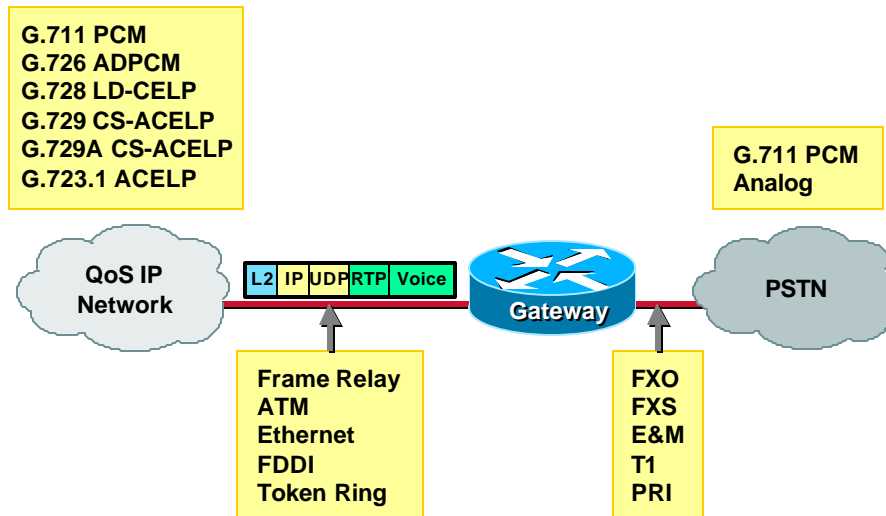 G.711 PCM
G.726 ADPCM
G.728 LD-CELP
G.729 CS-ACELP
G.729A CS-ACELP
G.723.1 ACELP
G.711 PCM
Analog
QoS IP
Network
L2 IP UDP RTP Voice
Gateway
PSTN
Frame Relay
ATM
Ethernet
FDDI
Token Ring
FXO
FXS
E&M
T1
PRI